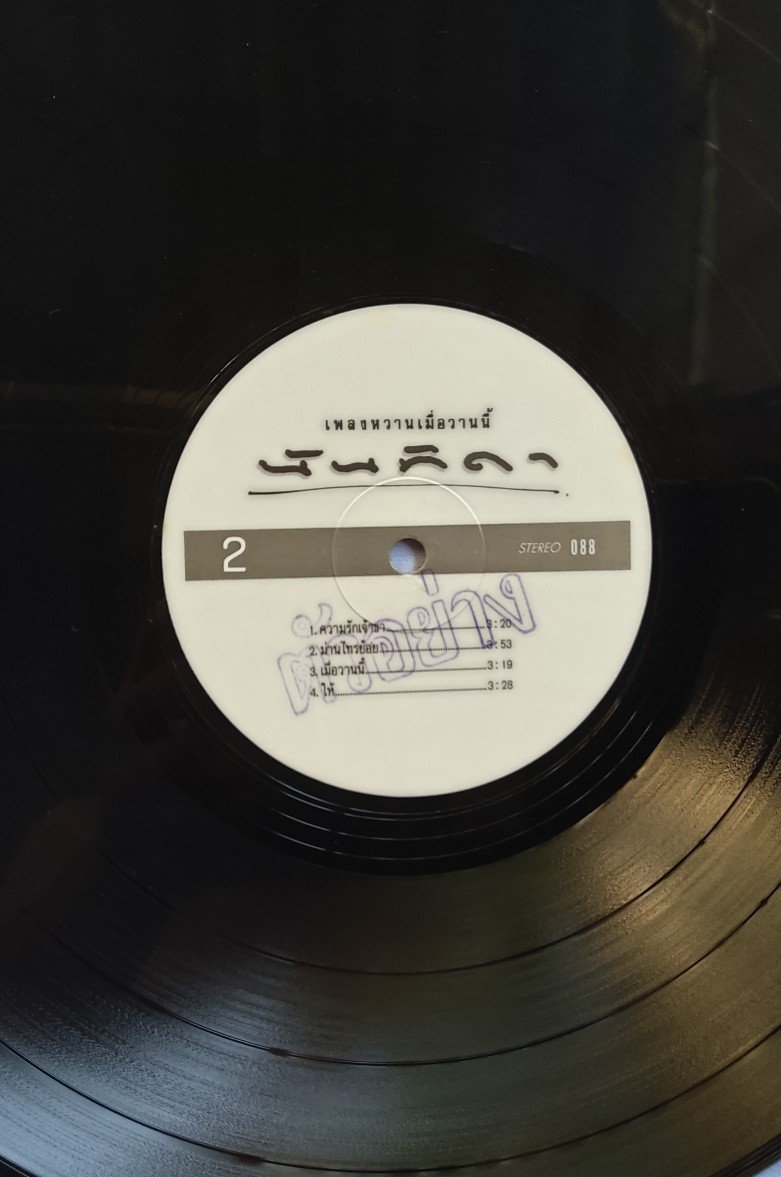 เพลงหวานเมื่อวานนี้
นันทิดา
2 STEREO 088
1. ความรักเจ้าขา........................3:20
2. ม่านไทรย้อย........................3:53
3. เมื่อวานนี้........................3:19
4. ให้........................3:28
ตัวอย่าง